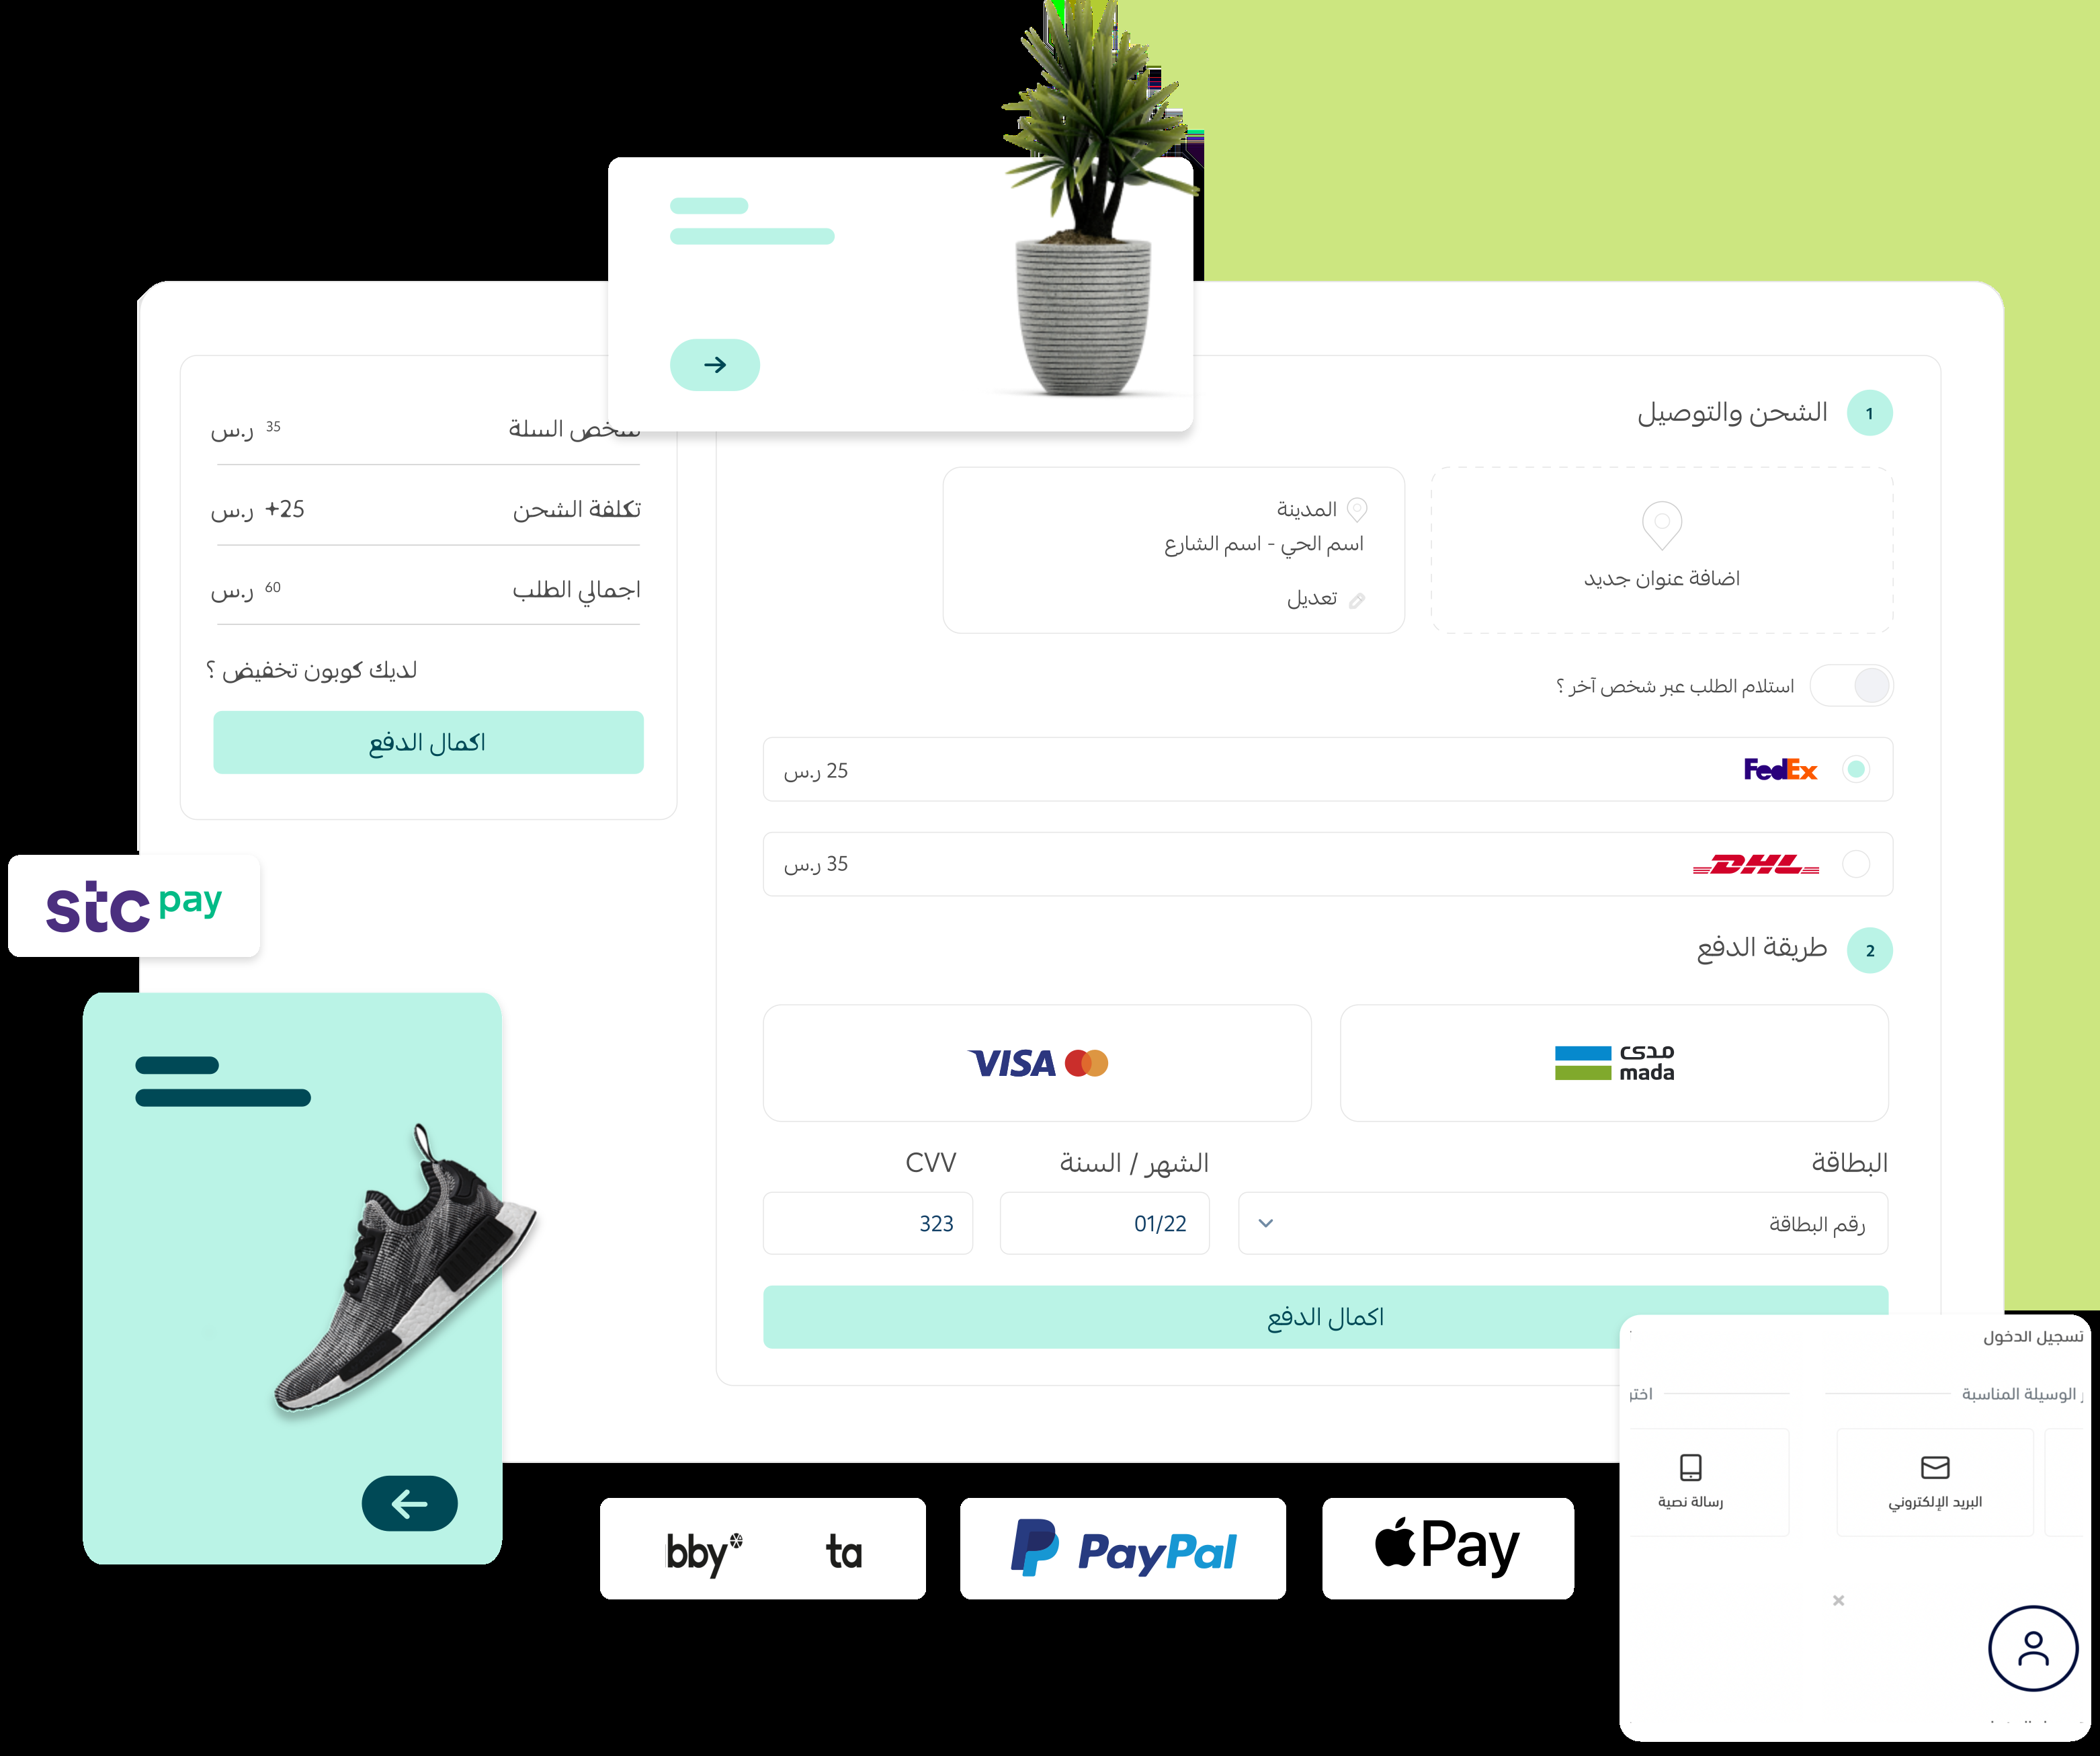 1 الشحن والتوصيل
اضافة عنوان جديد
المدينة
اسم الحي - اسم الشارع
تعديل
استلام الطلب عبر شخص آخر ؟
FedEx
25 ر.س
DHL
35 ر.س
2 طريقة الدفع
مدى
mada
VISA
البطاقة
رقم البطاقة
الشهر / السنة
01/22
CVV
323
اكمال الدفع
السلة
35 ر.س
تكلفة الشحن
+25 ر.س
اجمالي الطلب
60 ر.س
لديك كوبون تخفيض ؟
اكمال الدفع
stc pay
bby
ta
PayPal
Pay
تسجيل الدخول
ر الوسيلة المناسبة
اختر
البريد الإلكتروني
رسالة نصية